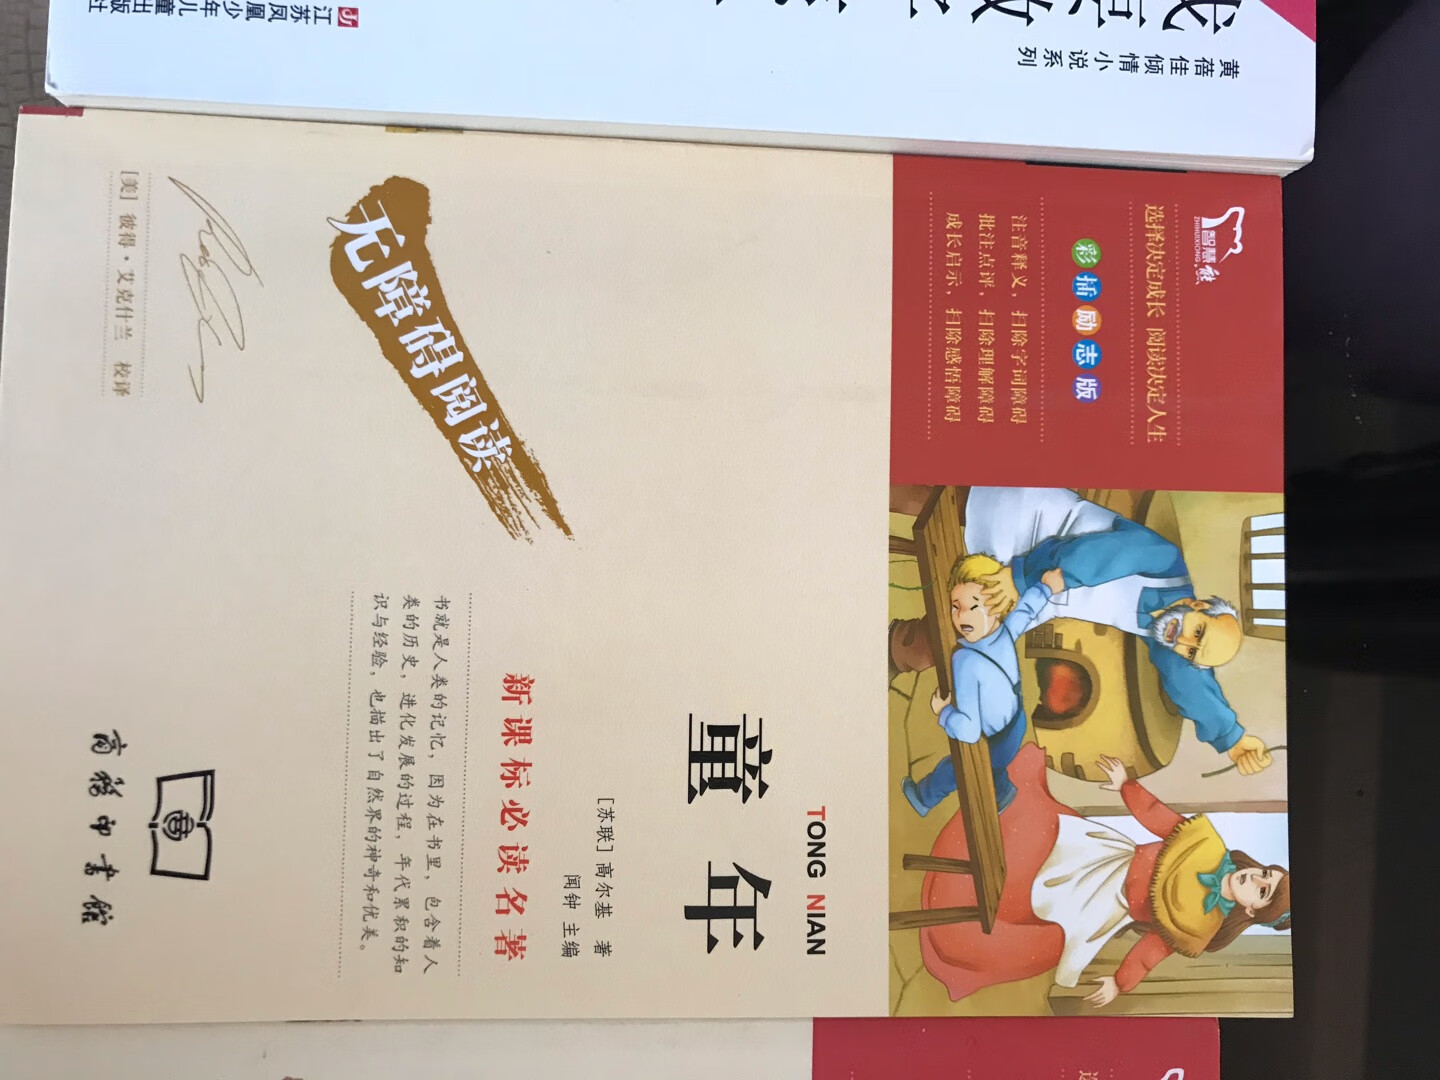 黄蓓佳倾情小说系列
江苏凤凰少年儿童出版社
智慧熊
ZHIHUIXIONG
选择决定成长 阅读决定人生
彩插励志版
注音释义,扫除字词障碍
批注点评,扫除理解障碍
成长启示,扫除感悟障碍
TONG NIAN
童年
[苏联]高尔基 著
闻钟 主编
新课标必读名著
书就是人类的记忆,因为在书里,包含着人
类的历史,进化发展的过程,年代累积的知
识与经验,也描出了自然界的神奇和优美。
无障碍阅读
[美]彼得·艾克什兰 校译
商務印書館